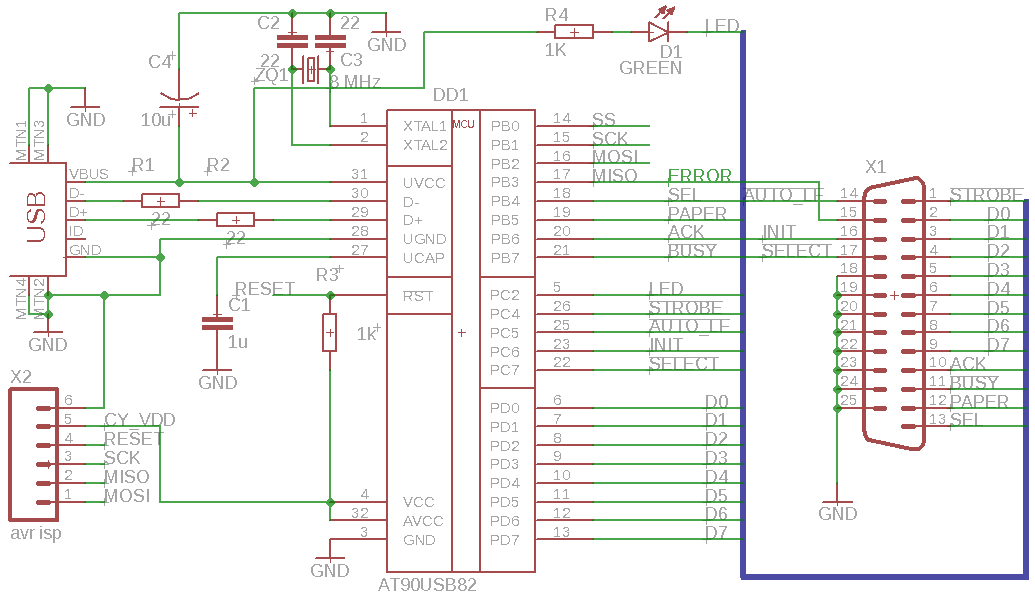 C2
22
GND
R4
1K
LED
D1
GREEN
C4
10u
22
C3
ZQ1
8 MHz
GND
MTN1
MTN3
USB
VBUS
D-
D+
ID
GND
MTN4
MTN2
GND
R1
22
R2
22
RESET
R3
1k
C1
1u
GND
X2
6
5
4
3
2
1
CY_VDD
RESET
SCK
MISO
MOSI
avr isp
DD1
MCU
1 XTAL1
2 XTAL2
31 UVCC
30 D-
29 D+
28 UGND
27 UCAP
RST
4 VCC
32 AVCC
3 GND
GND
AT90USB82
PB0 14 SS
PB1 15 SCK
PB2 16 MOSI
PB3 17 MISO ERROR
PB4 18 SEL
PB5 19 PAPER
PB6 20 ACK
PB7 21 BUSY
PC2 5 LED
PC4 26 STROBE
PC5 25 AUTO_LF
PC6 23 INIT
PC7 22 SELECT
PD0 6 D0
PD1 7 D1
PD2 8 D2
PD3 9 D3
PD4 10 D4
PD5 11 D5
PD6 12 D6
PD7 13 D7
X1
AUTO_LF 14
15
INIT 16
SELECT 17
18
19
20
21
22
23
24
25
GND
1 STROBE
2 D0
3 D1
4 D2
5 D3
6 D4
7 D5
8 D6
9 D7
10 ACK
11 BUSY
12 PAPER
13 SEL